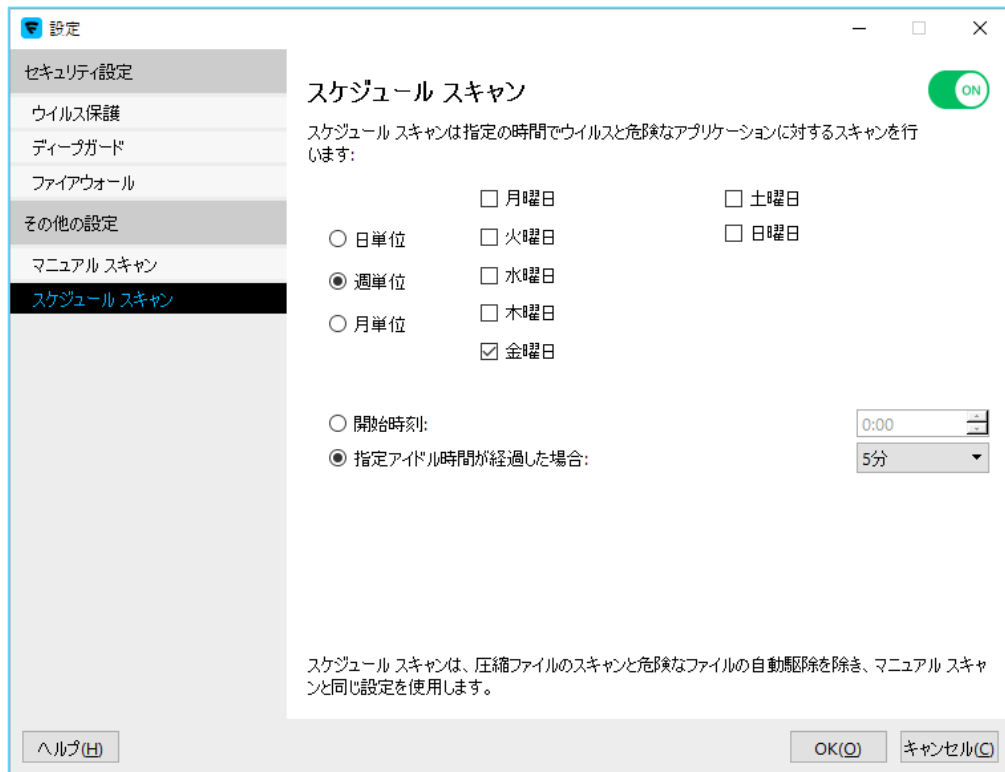 設定
セキュリティ設定
ウイルス保護
ディープガード
ファイアウォール
その他の設定
マニュアル スキャン
スケジュール スキャン
スケジュール スキャン
ON
スケジュール スキャンは指定の時間でウイルスと危険なアプリケーションに対するスキャンを行
います:
日単位
週単位
月単位
月曜日
火曜日
水曜日
木曜日
金曜日
土曜日
日曜日
開始時刻:
0:00
指定アイドル時間が経過した場合:
5分
スケジュール スキャンは、圧縮ファイルのスキャンと危険なファイルの自動駆除を除き、マニュアル スキャ
ンと同じ設定を使用します。
ヘルプ(H)
OK(O)
キャンセル(C)